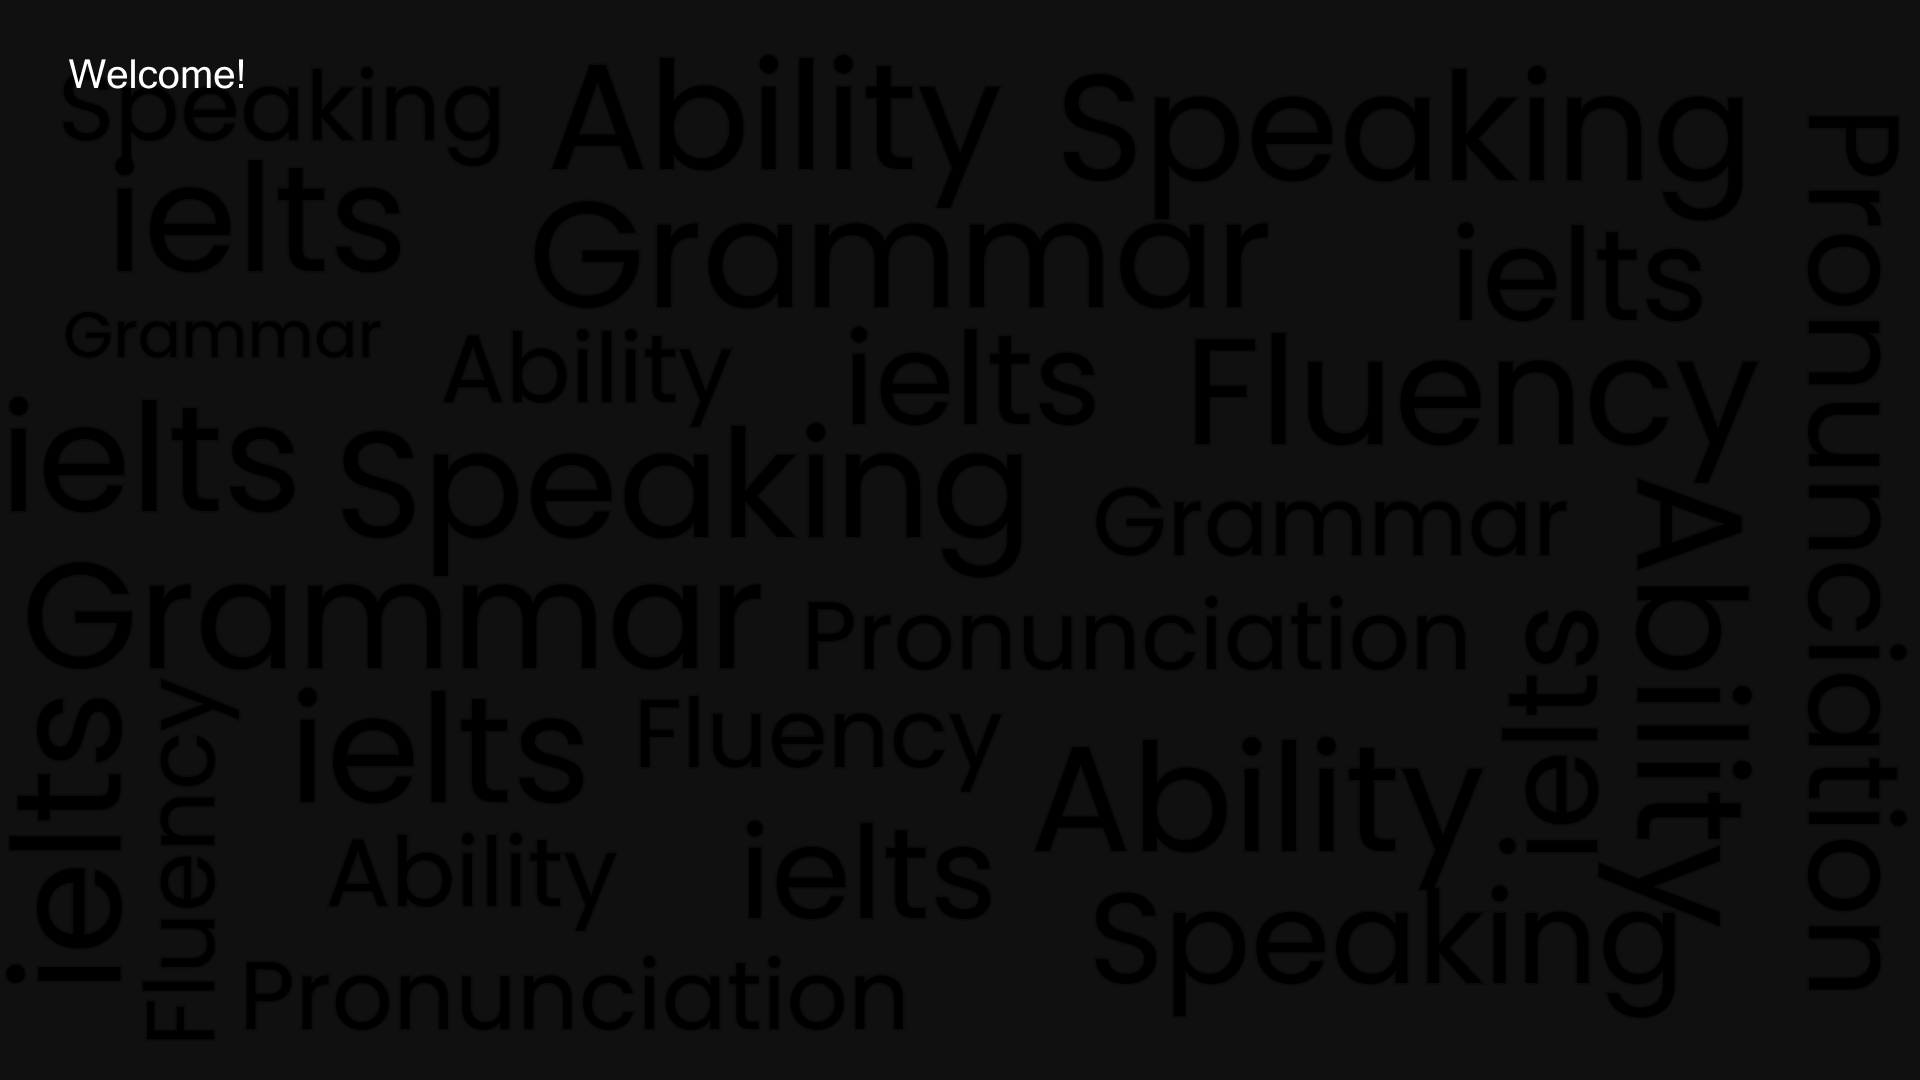 Welcome!
Speaking
Ability
Speaking
ielts
Grammar
ielts
Grammar
Ability
ielts
Fluency
ielts
Speaking
Grammar
Grammar
Pronunciation
ielts
Fluency
ielts
Fluency
Ability
ielts
Ability
Pronunciation
Ability
ielts
Speaking
Pronunciation